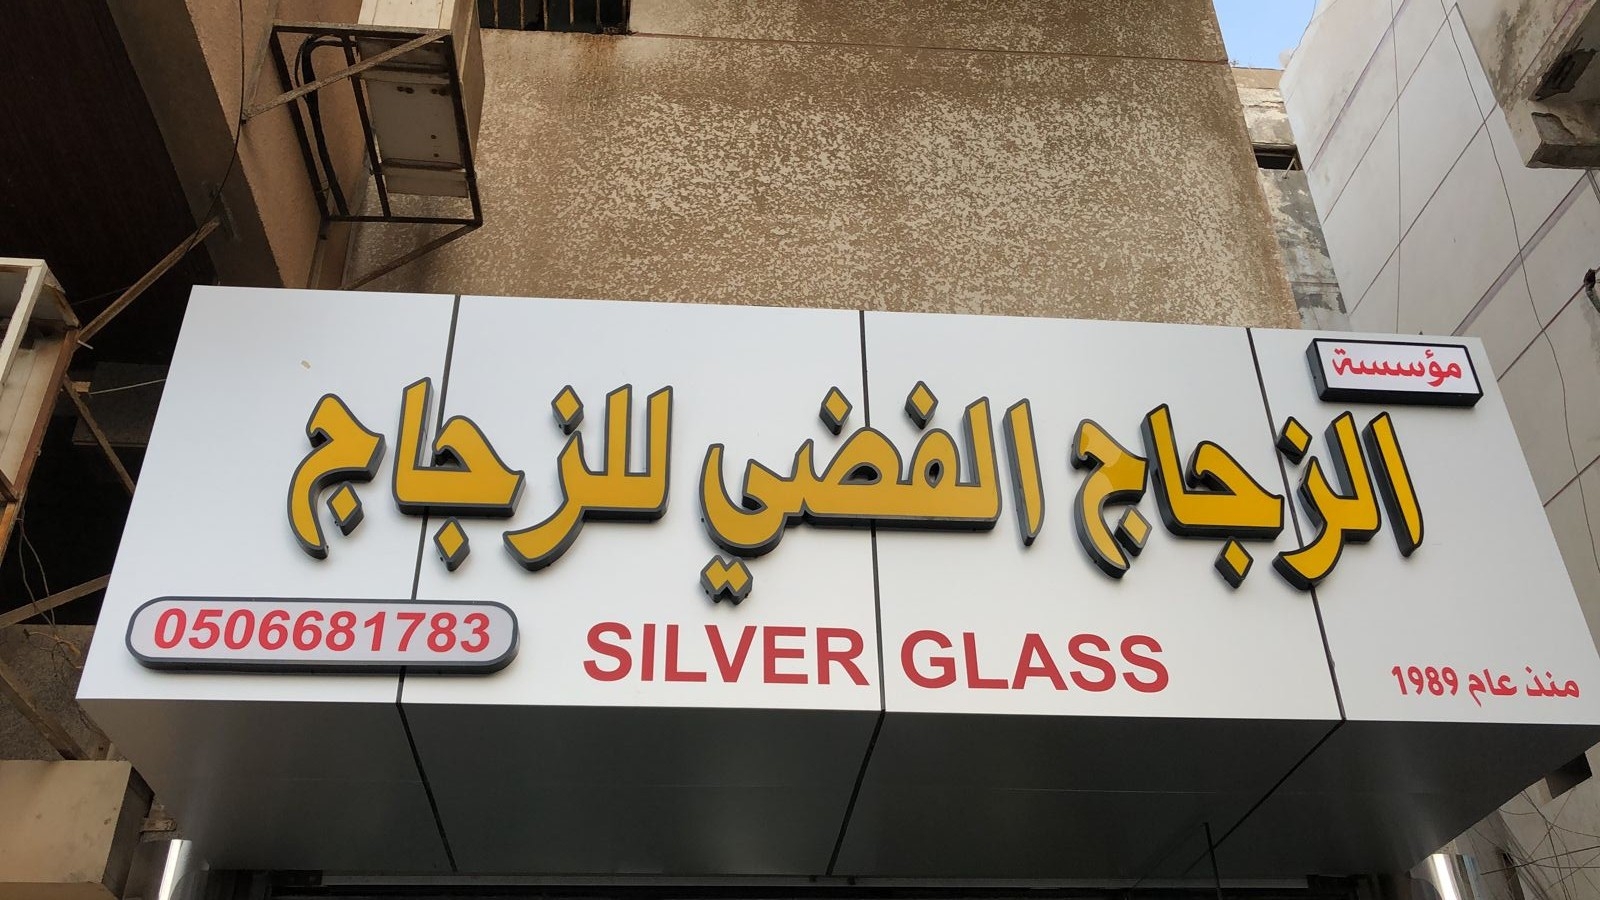 مؤسسة
الزجاج الفضي للزجاج
SILVER GLASS
0506681783
منذ عام 1989